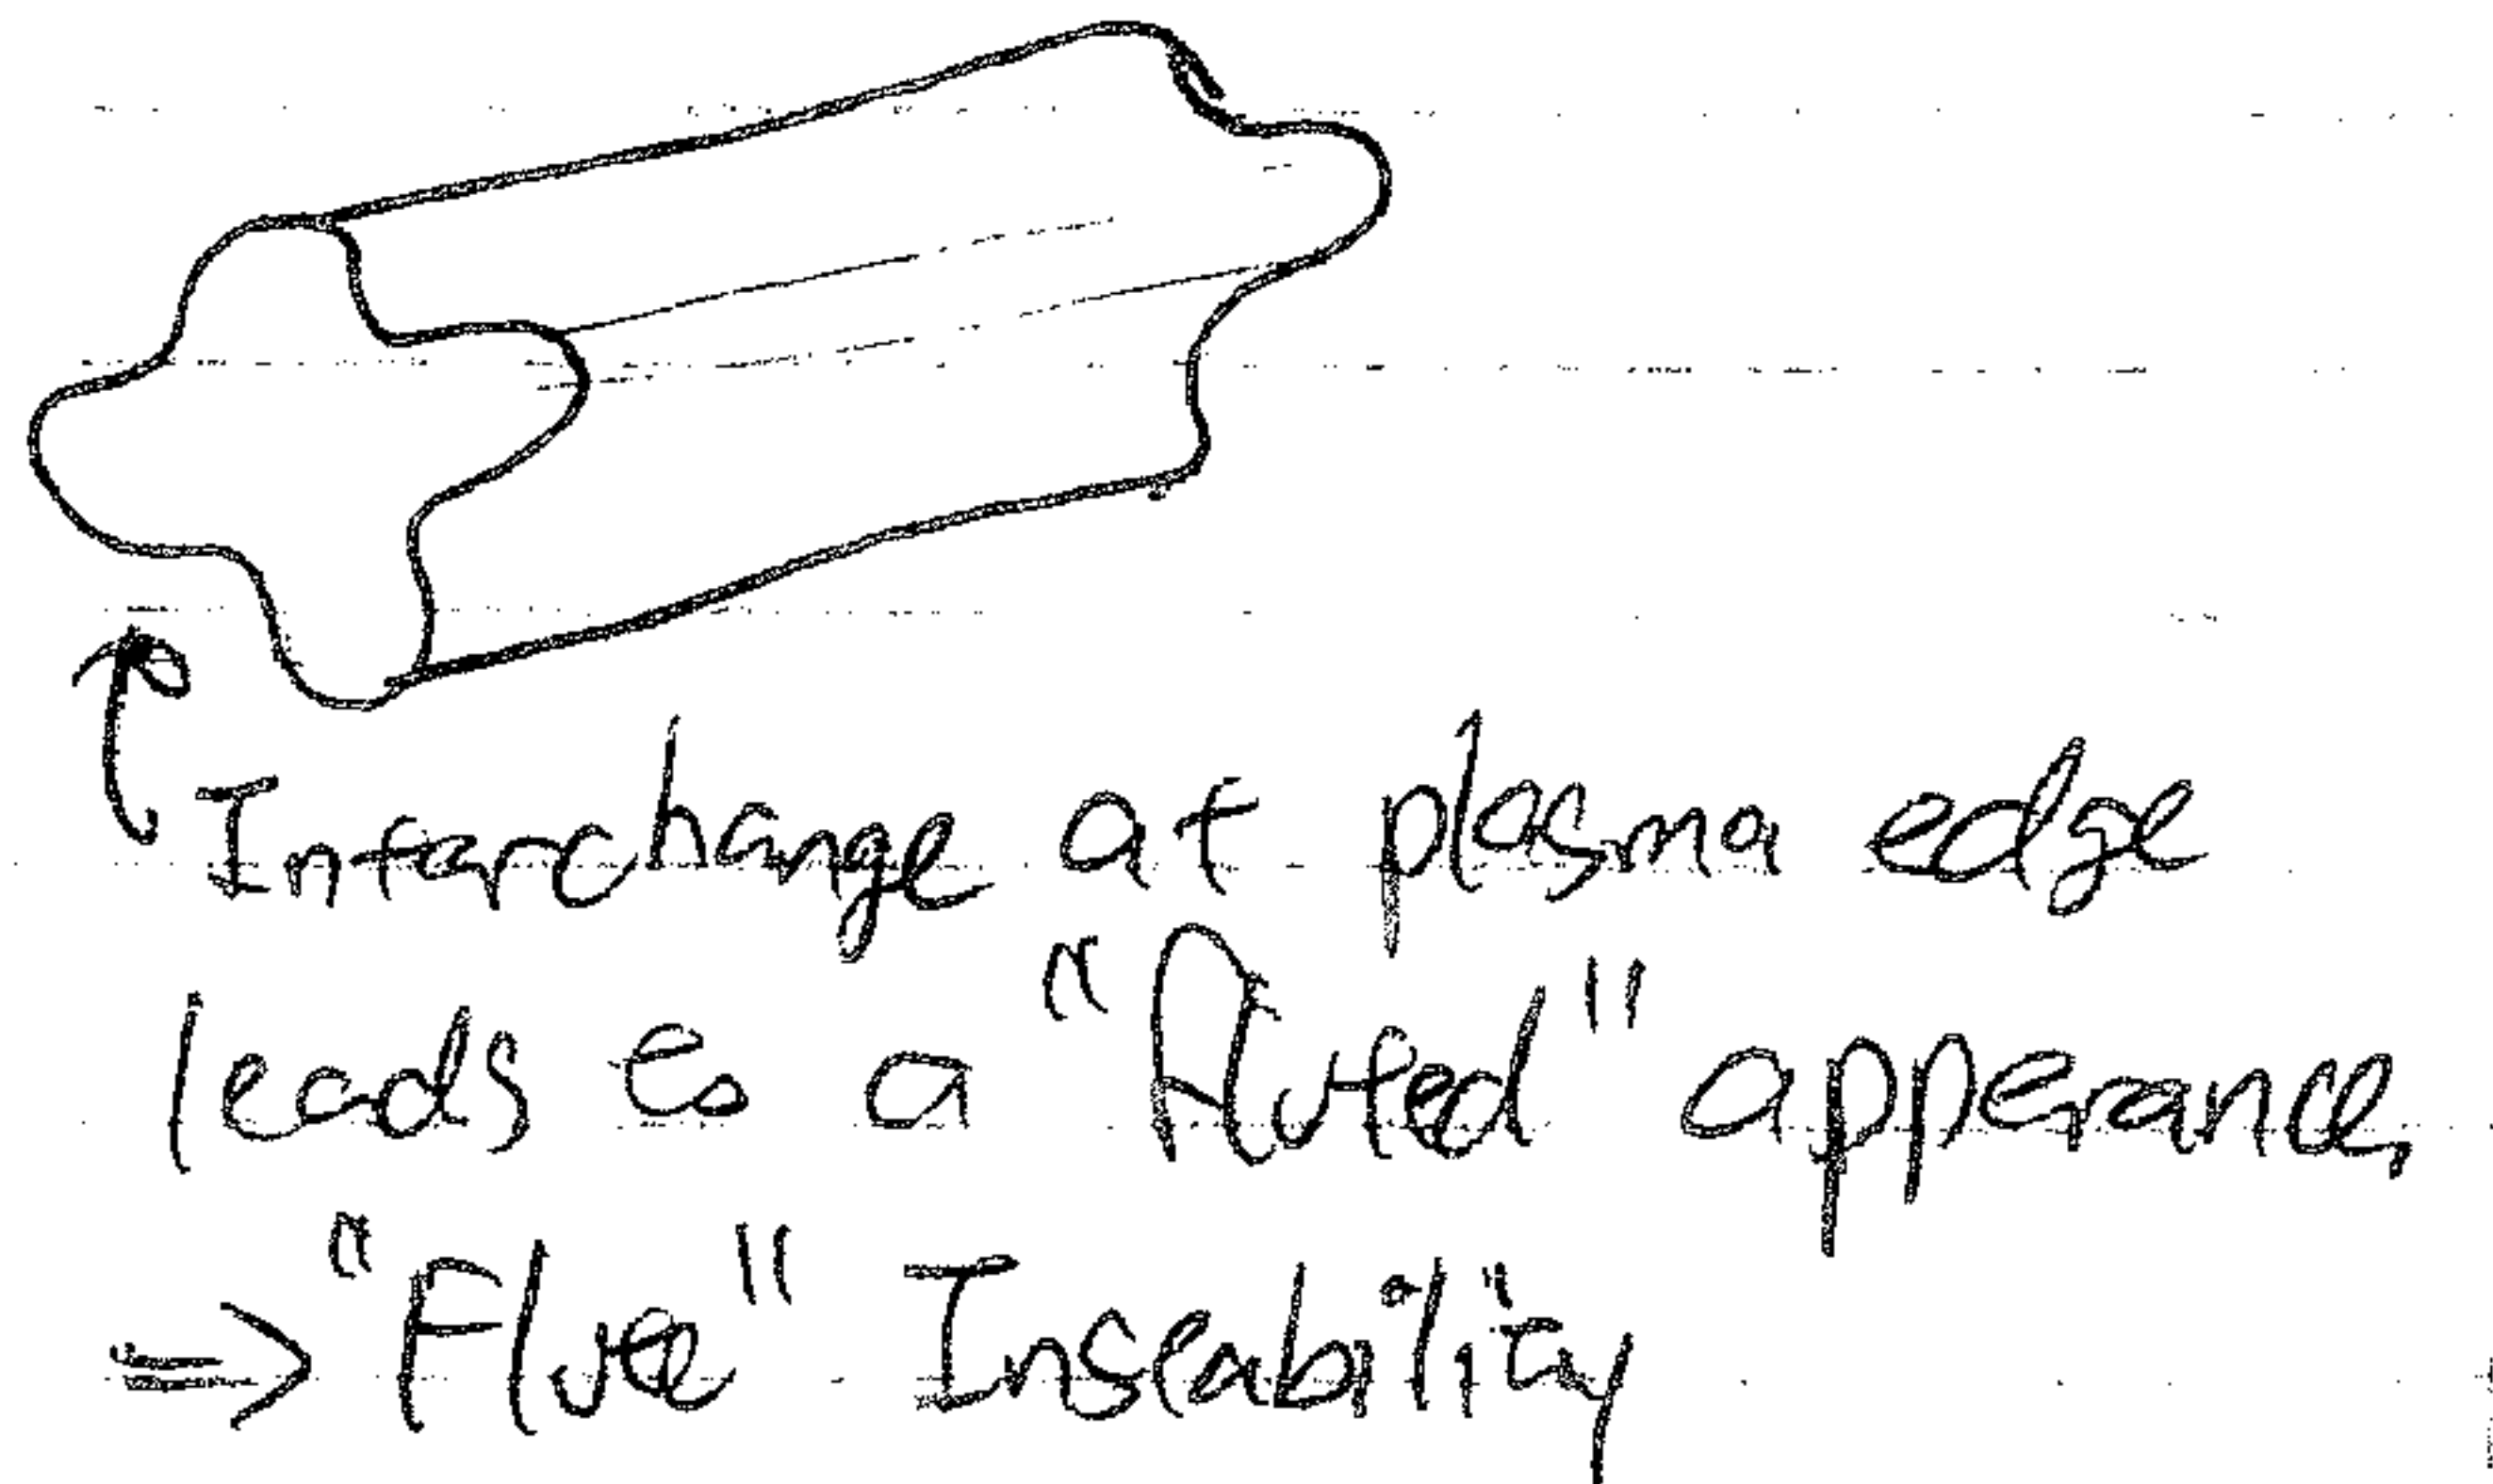 Interchange at plasma edge
leads to a "fluted" apperance,
⇒ "Flute" Instability